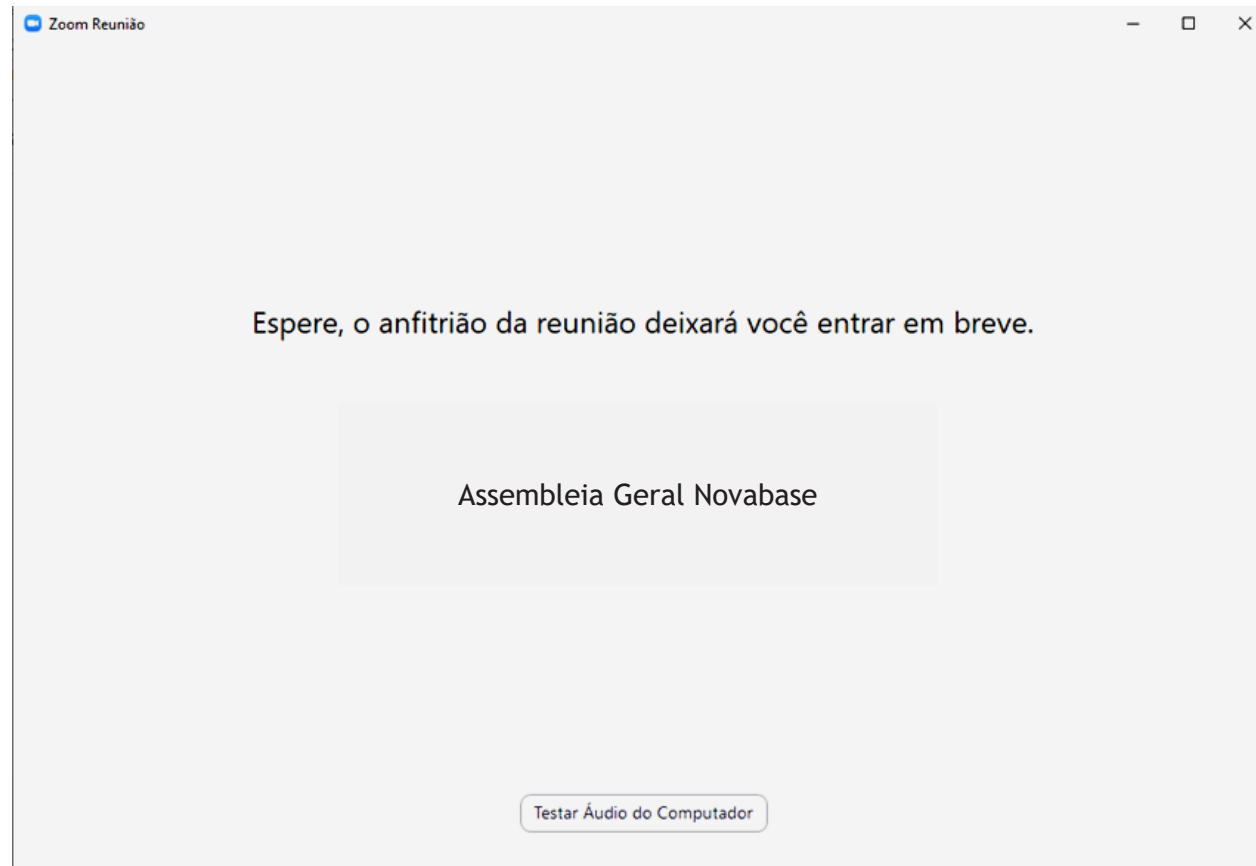 Zoom Reunião
Espere, o anfitrião da reunião deixará você entrar em breve.
Assembleia Geral Novabase
Testar Áudio do Computador